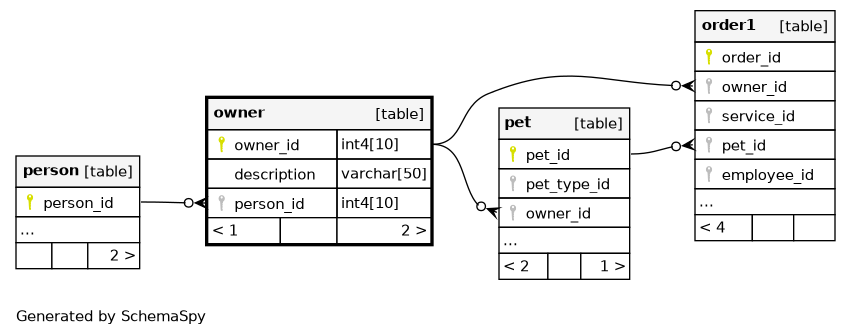 order1 [table]
order_id
owner_id
service_id
pet_id
employee_id
...
< 4
owner [table]
owner_id int4[10]
description varchar[50]
person_id int4[10]
< 1 2 >
pet [table]
pet_id
pet_type_id
owner_id
...
< 2 1 >
person [table]
person_id
...
2 >
Generated by SchemaSpy